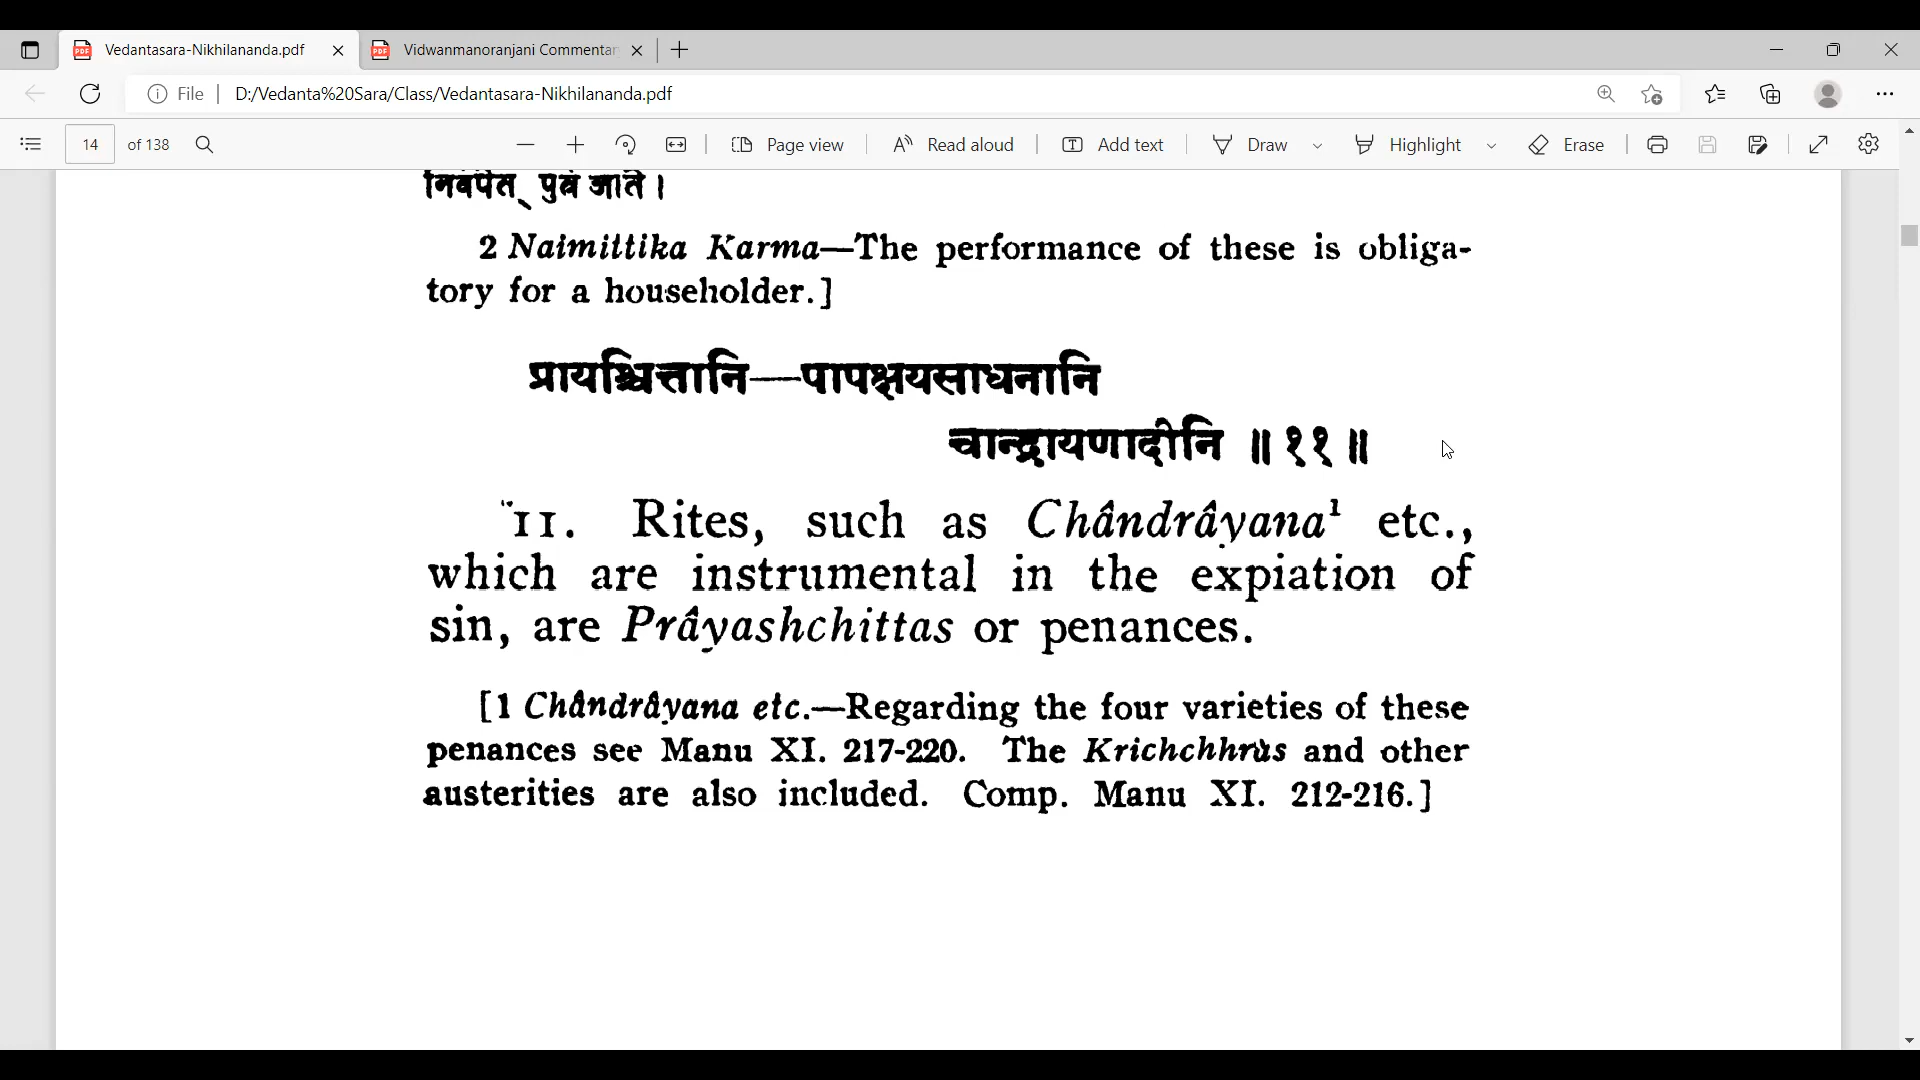 Vedantasara-Nikhilananda.pdf
Vidwanmanoranjani Commentar
File
D:/Vedanta%20Sara/Class/Vedantasara-Nikhilananda.pdf
14 of 138
Page view
Read aloud
Add text
Draw
Highlight
Erase
निर्वपेत् पुत्रे जाते ।
2 Naimittika Karma—The performance of these is obliga-
tory for a householder.]
प्रायश्चित्तानि—पापक्षयसाधनानि
चान्द्रायणादीनि ॥ ११ ॥
11. Rites, such as Chândrâyana¹ etc.,
which are instrumental in the expiation of
sin, are Prâyashchittas or penances.
[1 Chândrâyana etc.—Regarding the four varieties of these
penances see Manu XI. 217-220. The Krichchhras and other
austerities are also included. Comp. Manu XI. 212-216.]